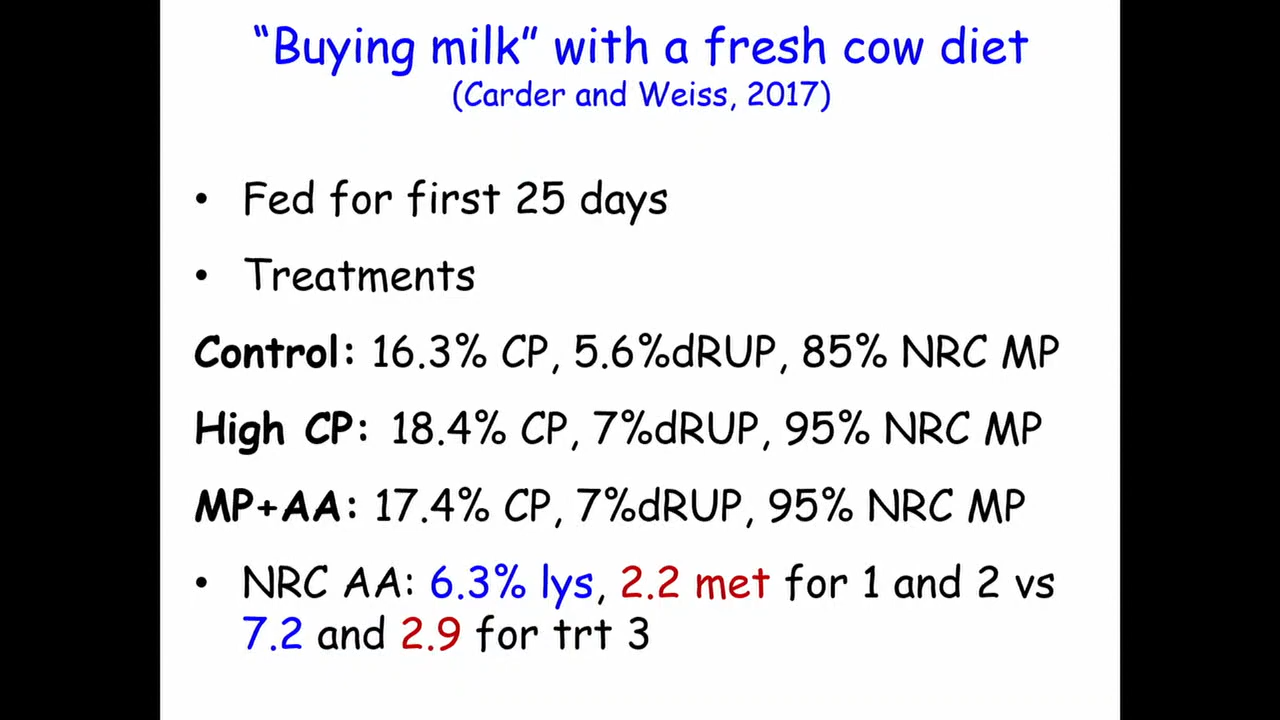 “Buying milk” with a fresh cow diet
(Carder and Weiss, 2017)
• Fed for first 25 days
• Treatments
Control: 16.3% CP, 5.6%dRUP, 85% NRC MP
High CP: 18.4% CP, 7%dRUP, 95% NRC MP
MP+AA: 17.4% CP, 7%dRUP, 95% NRC MP
• NRC AA: 6.3% lys, 2.2 met for 1 and 2 vs
7.2 and 2.9 for trt 3